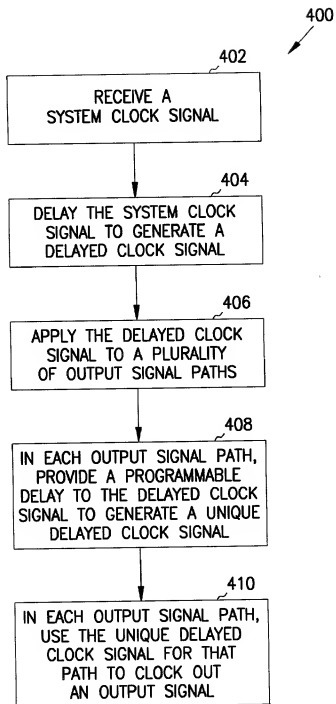 400
402
RECEIVE A
SYSTEM CLOCK SIGNAL
404
DELAY THE SYSTEM CLOCK
SIGNAL TO GENERATE A
DELAYED CLOCK SIGNAL
406
APPLY THE DELAYED CLOCK
SIGNAL TO A PLURALITY
OF OUTPUT SIGNAL PATHS
408
IN EACH OUTPUT SIGNAL PATH,
PROVIDE A PROGRAMMABLE
DELAY TO THE DELAYED CLOCK
SIGNAL TO GENERATE A UNIQUE
DELAYED CLOCK SIGNAL
410
IN EACH OUTPUT SIGNAL PATH,
USE THE UNIQUE DELAYED
CLOCK SIGNAL FOR THAT
PATH TO CLOCK OUT
AN OUTPUT SIGNAL